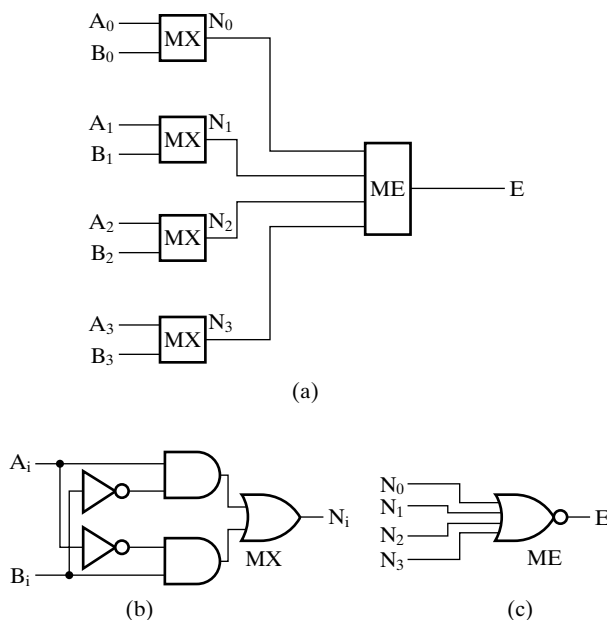 A₀
B₀
MX
N₀
A₁
B₁
MX
N₁
A₂
B₂
MX
N₂
A₃
B₃
MX
N₃
ME
E
(a)
Aᵢ
Bᵢ
Nᵢ
MX
(b)
N₀
N₁
N₂
N₃
E
ME
(c)